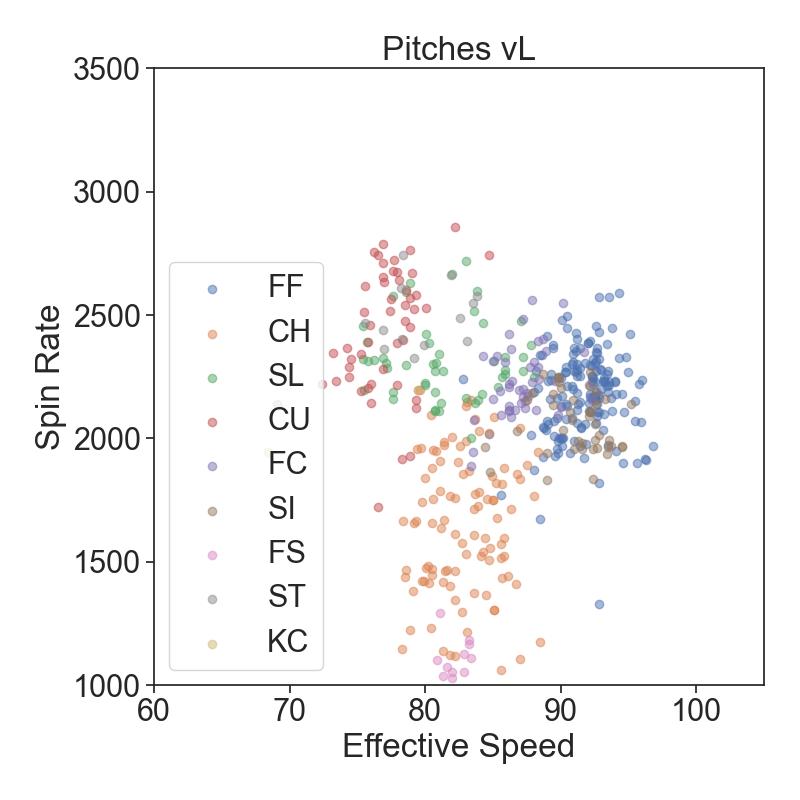 Pitches vL
3500
3000
2500
2000
1500
1000
Spin Rate
FF
CH
SL
CU
FC
SI
FS
ST
KC
60 70 80 90 100
Effective Speed